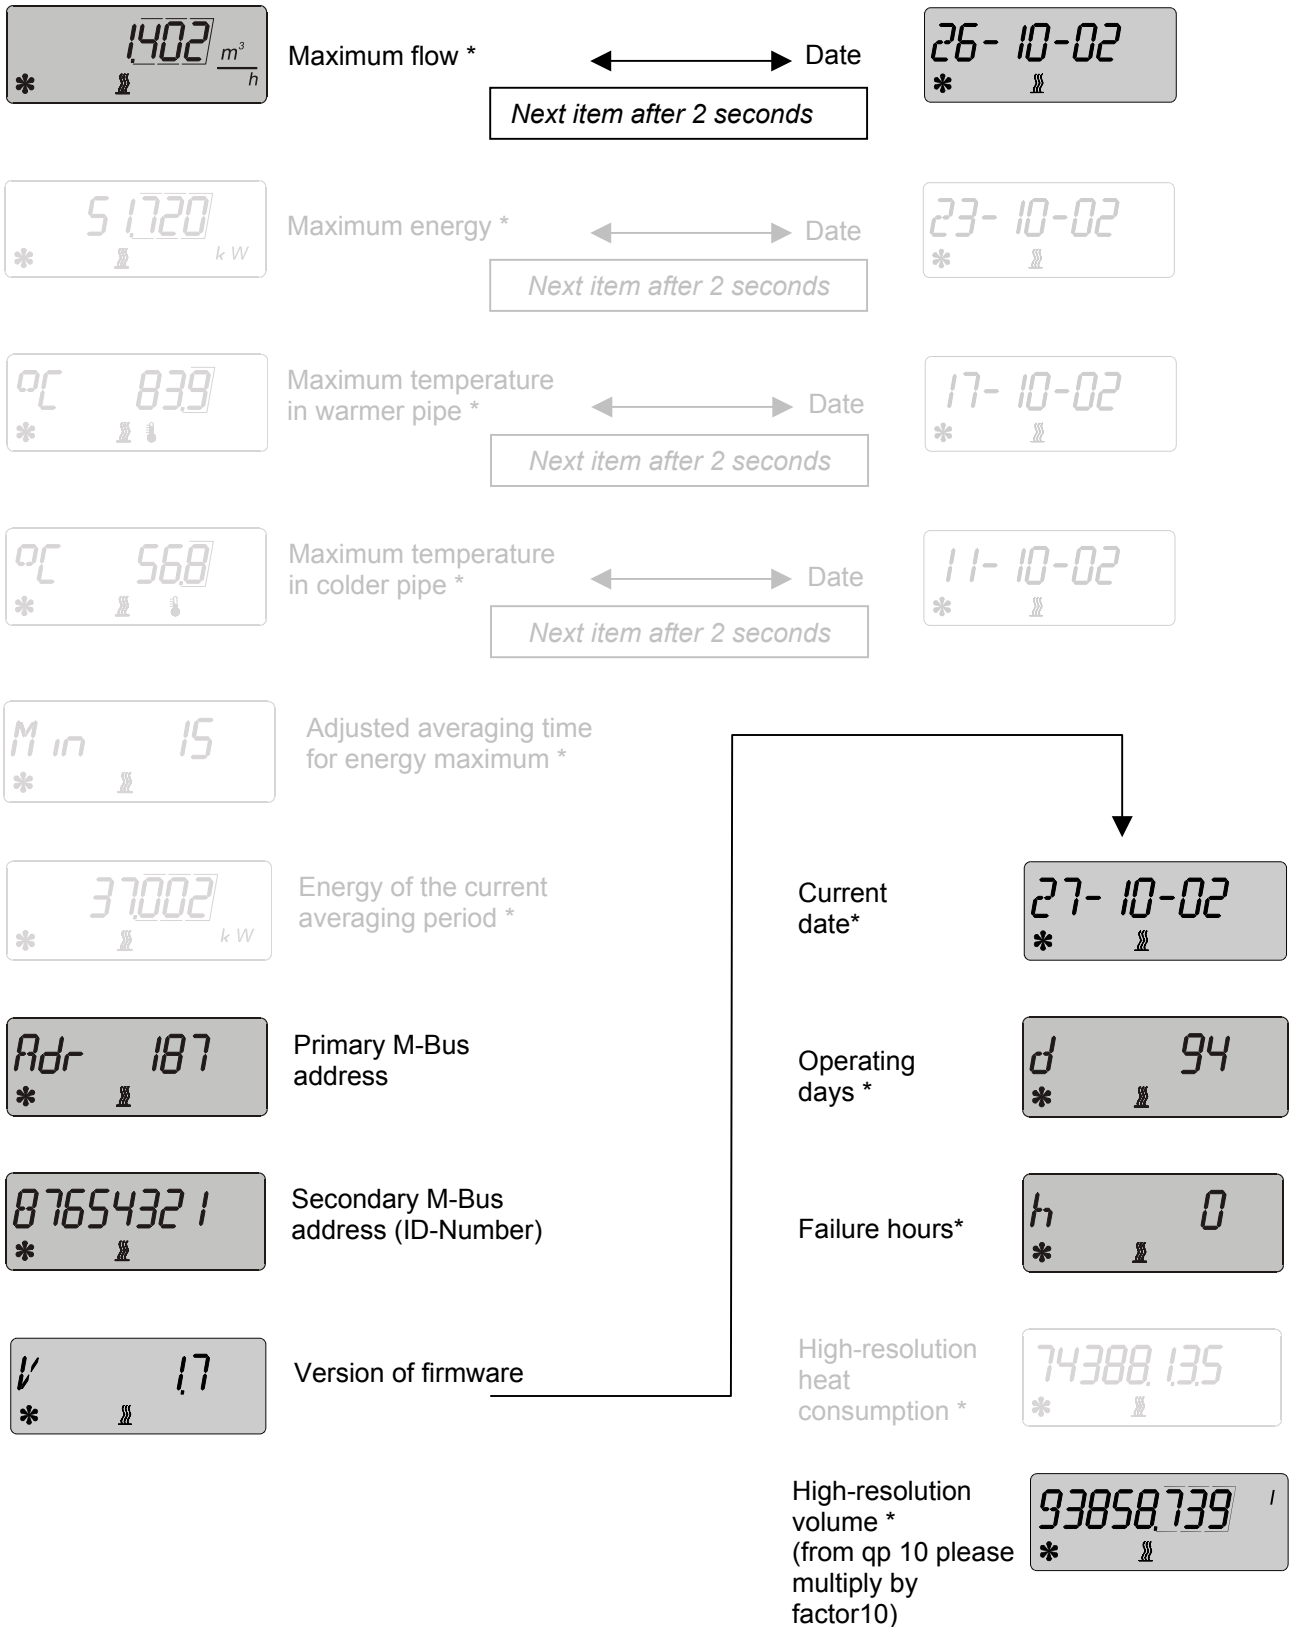 1.402 m³/h
Maximum flow *
Date
26-10-02
Next item after 2 seconds
51.720 kW
Maximum energy *
Date
23-10-02
Next item after 2 seconds
°C 83.9
Maximum temperature
in warmer pipe *
Date
17-10-02
Next item after 2 seconds
°C 56.8
Maximum temperature
in colder pipe *
Date
11-10-02
Next item after 2 seconds
Min 15
Adjusted averaging time
for energy maximum *
37.002 kW
Energy of the current
averaging period *
Adr 187
Primary M-Bus
address
87654321
Secondary M-Bus
address (ID-Number)
V 1.7
Version of firmware
Current
date*
27-10-02
Operating
days *
d 94
Failure hours*
h 0
High-resolution
heat
consumption *
74388.13.5
High-resolution
volume *
(from qp 10 please
multiply by
factor10)
93858.739 l